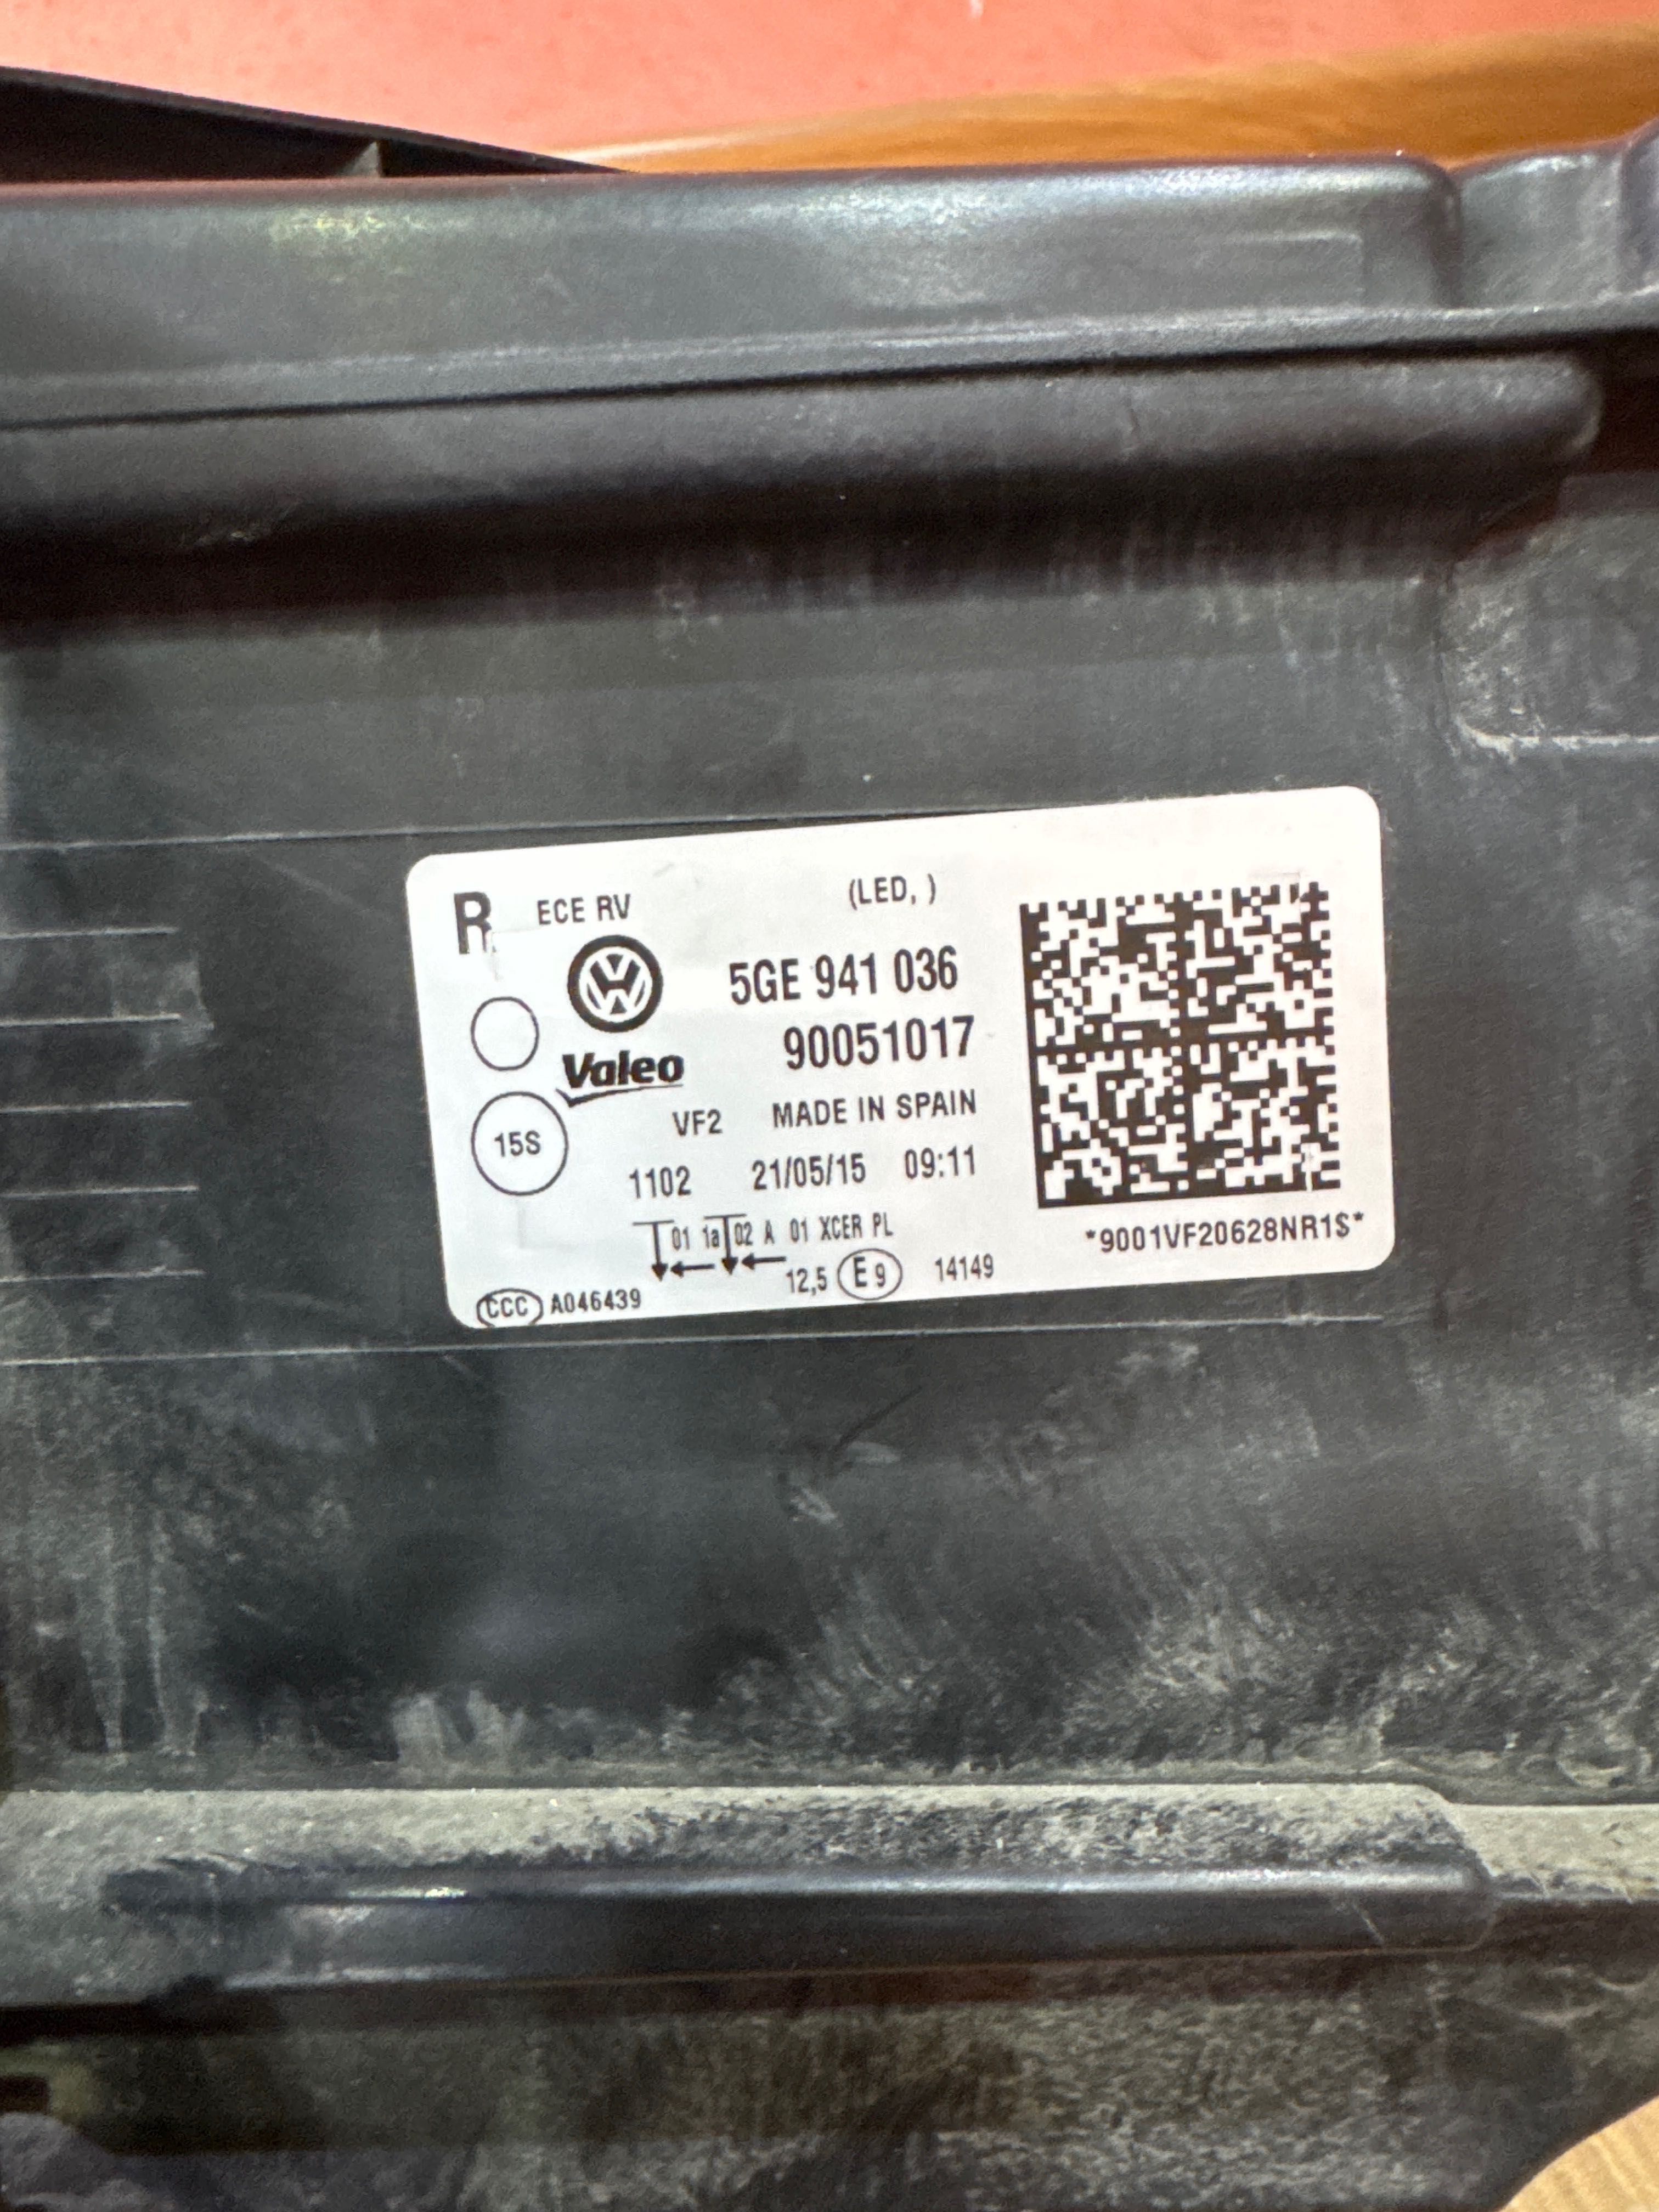 R ECE RV (LED, )
5GE 941 036
Valeo 90051017
VF2 MADE IN SPAIN
15S
1102 21/05/15 09:11
01 1a 02 A 01 XCER PL
12,5 E9 14149
*9001VF20628NR1S*
CCC A046439